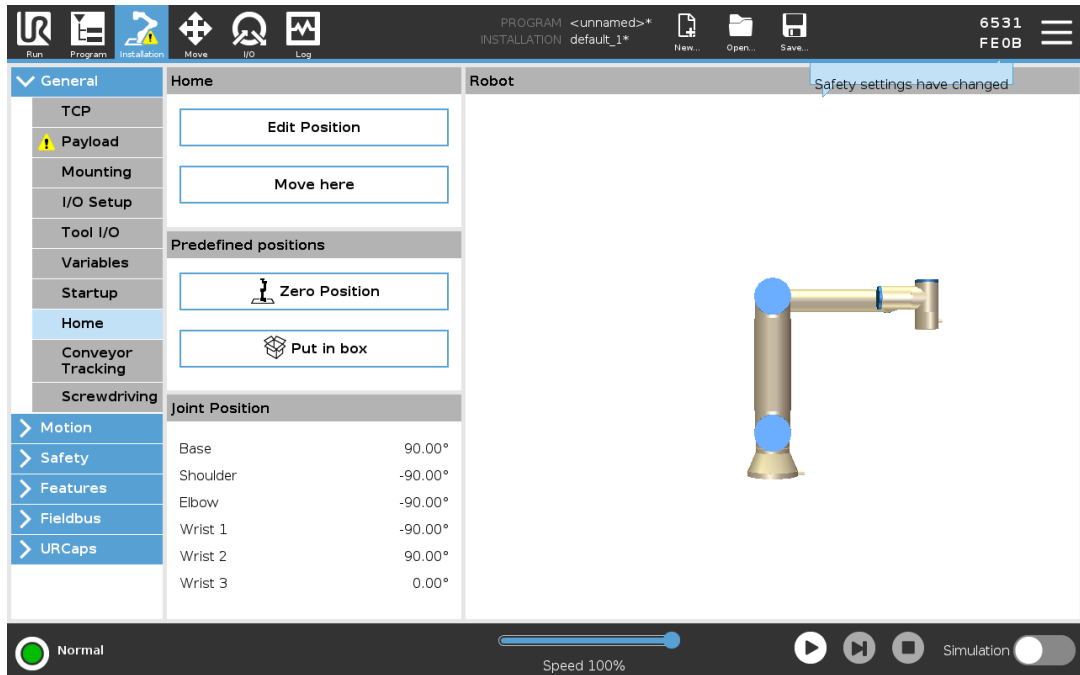 PROGRAM <unnamed>*
INSTALLATION default_1*
6531
FE0B
Run Program Installation Move I/O Log New... Open... Save...
Safety settings have changed
General
TCP
Payload
Mounting
I/O Setup
Tool I/O
Variables
Startup
Home
Conveyor
Tracking
Screwdriving
Motion
Safety
Features
Fieldbus
URCaps
Home
Edit Position
Move here
Predefined positions
Zero Position
Put in box
Joint Position
Base 90.00°
Shoulder -90.00°
Elbow -90.00°
Wrist 1 -90.00°
Wrist 2 90.00°
Wrist 3 0.00°
Robot
Normal
Speed 100%
Simulation